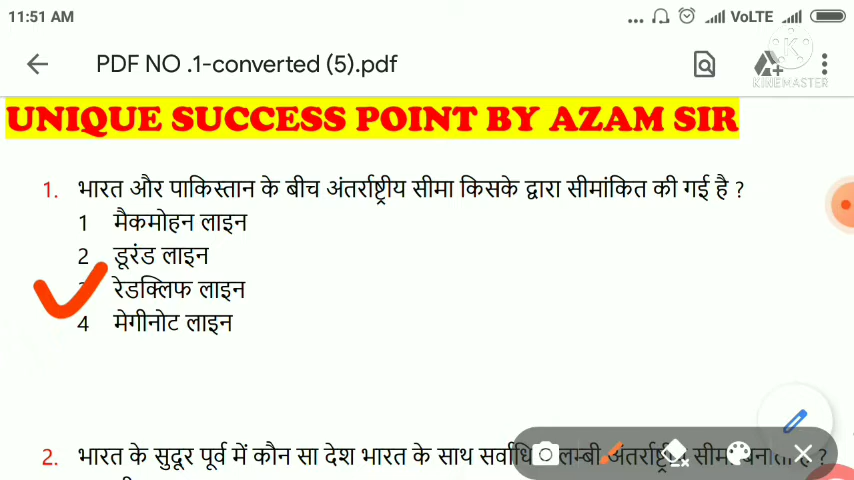 11:51 AM
... VoLTE
PDF NO .1-converted (5).pdf
KINEMASTER
UNIQUE SUCCESS POINT BY AZAM SIR
1. भारत और पाकिस्तान के बीच अंतर्राष्ट्रीय सीमा किसके द्वारा सीमांकित की गई है ?
1 मैकमोहन लाइन
2 डूरंड लाइन
रेडक्लिफ लाइन
4 मेगीनोट लाइन
2. भारत के सुदूर पूर्व में कौन सा देश भारत के साथ लम्बी ?